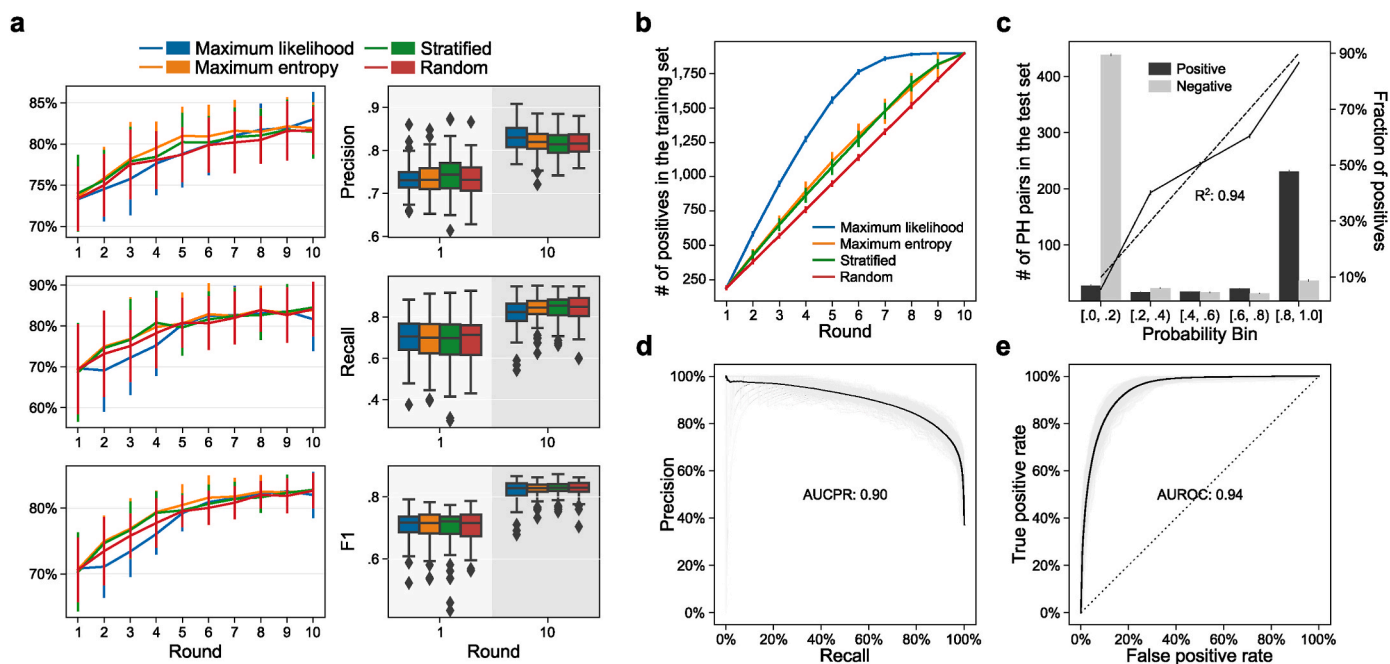 a
Maximum likelihood
Stratified
Maximum entropy
Random
85%
80%
75%
70%
1 2 3 4 5 6 7 8 9 10
Precision
.9
.8
.7
.6
1 10
90%
80%
70%
60%
1 2 3 4 5 6 7 8 9 10
Recall
.8
.6
.4
1 10
80%
70%
1 2 3 4 5 6 7 8 9 10
Round
F1
.8
.6
1 10
Round
b
# of positives in the training set
1,750
1,500
1,250
1,000
750
500
250
Maximum likelihood
Maximum entropy
Stratified
Random
1 2 3 4 5 6 7 8 9 10
Round
c
# of PH pairs in the test set
400
300
200
100
Positive
Negative
R²: 0.94
90%
70%
50%
30%
10%
Fraction of
positives
[.0, .2) [.2, .4) [.4, .6) [.6, .8) [.8, 1.0]
Probability Bin
d
Precision
100%
80%
60%
40%
20%
0%
AUCPR: 0.90
0% 20% 40% 60% 80% 100%
Recall
e
True positive rate
100%
80%
60%
40%
20%
0%
AUROC: 0.94
0% 20% 40% 60% 80% 100%
False positive rate